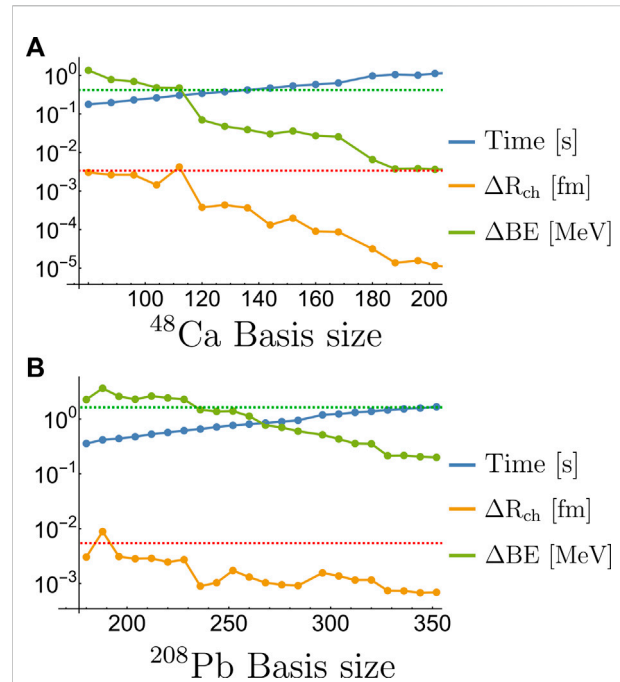 A
10^0
10^-1
10^-2
10^-3
10^-4
10^-5
100 120 140 160 180 200
^48Ca Basis size
Time [s]
ΔR_ch [fm]
ΔBE [MeV]
B
10^0
10^-1
10^-2
10^-3
200 250 300 350
^208Pb Basis size
Time [s]
ΔR_ch [fm]
ΔBE [MeV]